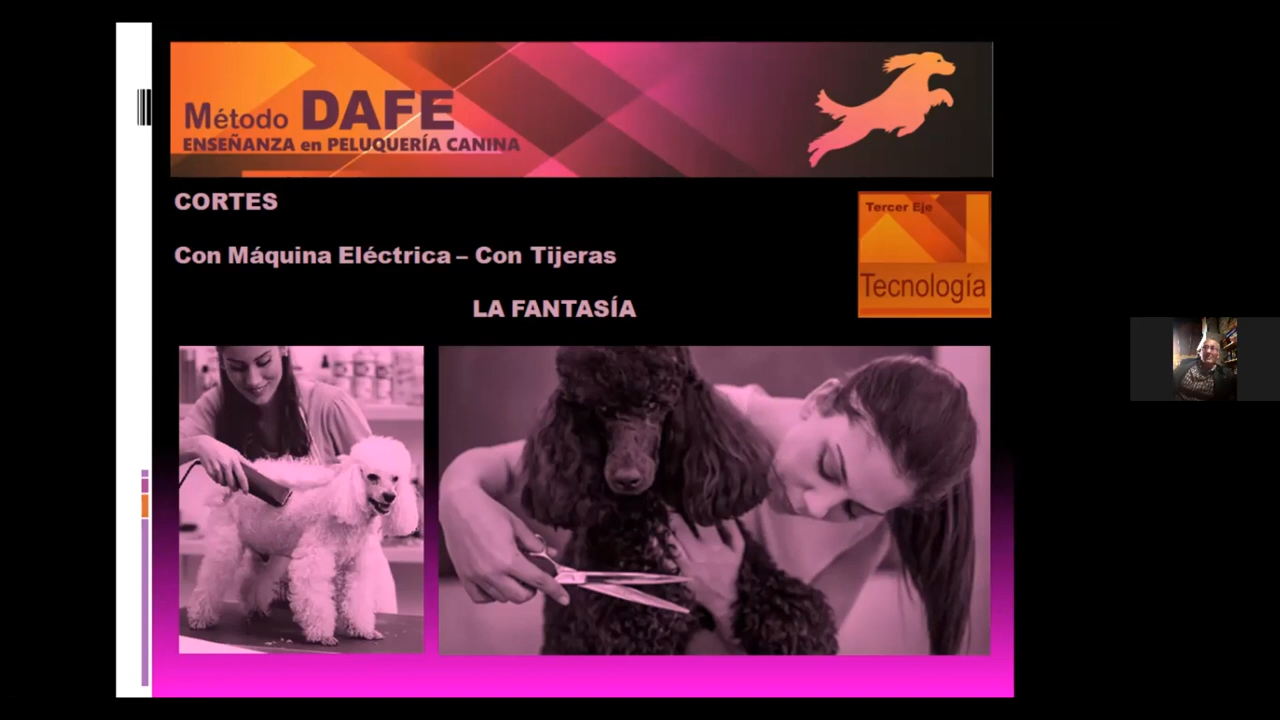 Método DAFE
ENSEÑANZA en PELUQUERÍA CANINA
CORTES
Tercer Eje
Con Máquina Eléctrica – Con Tijeras
Tecnología
LA FANTASÍA